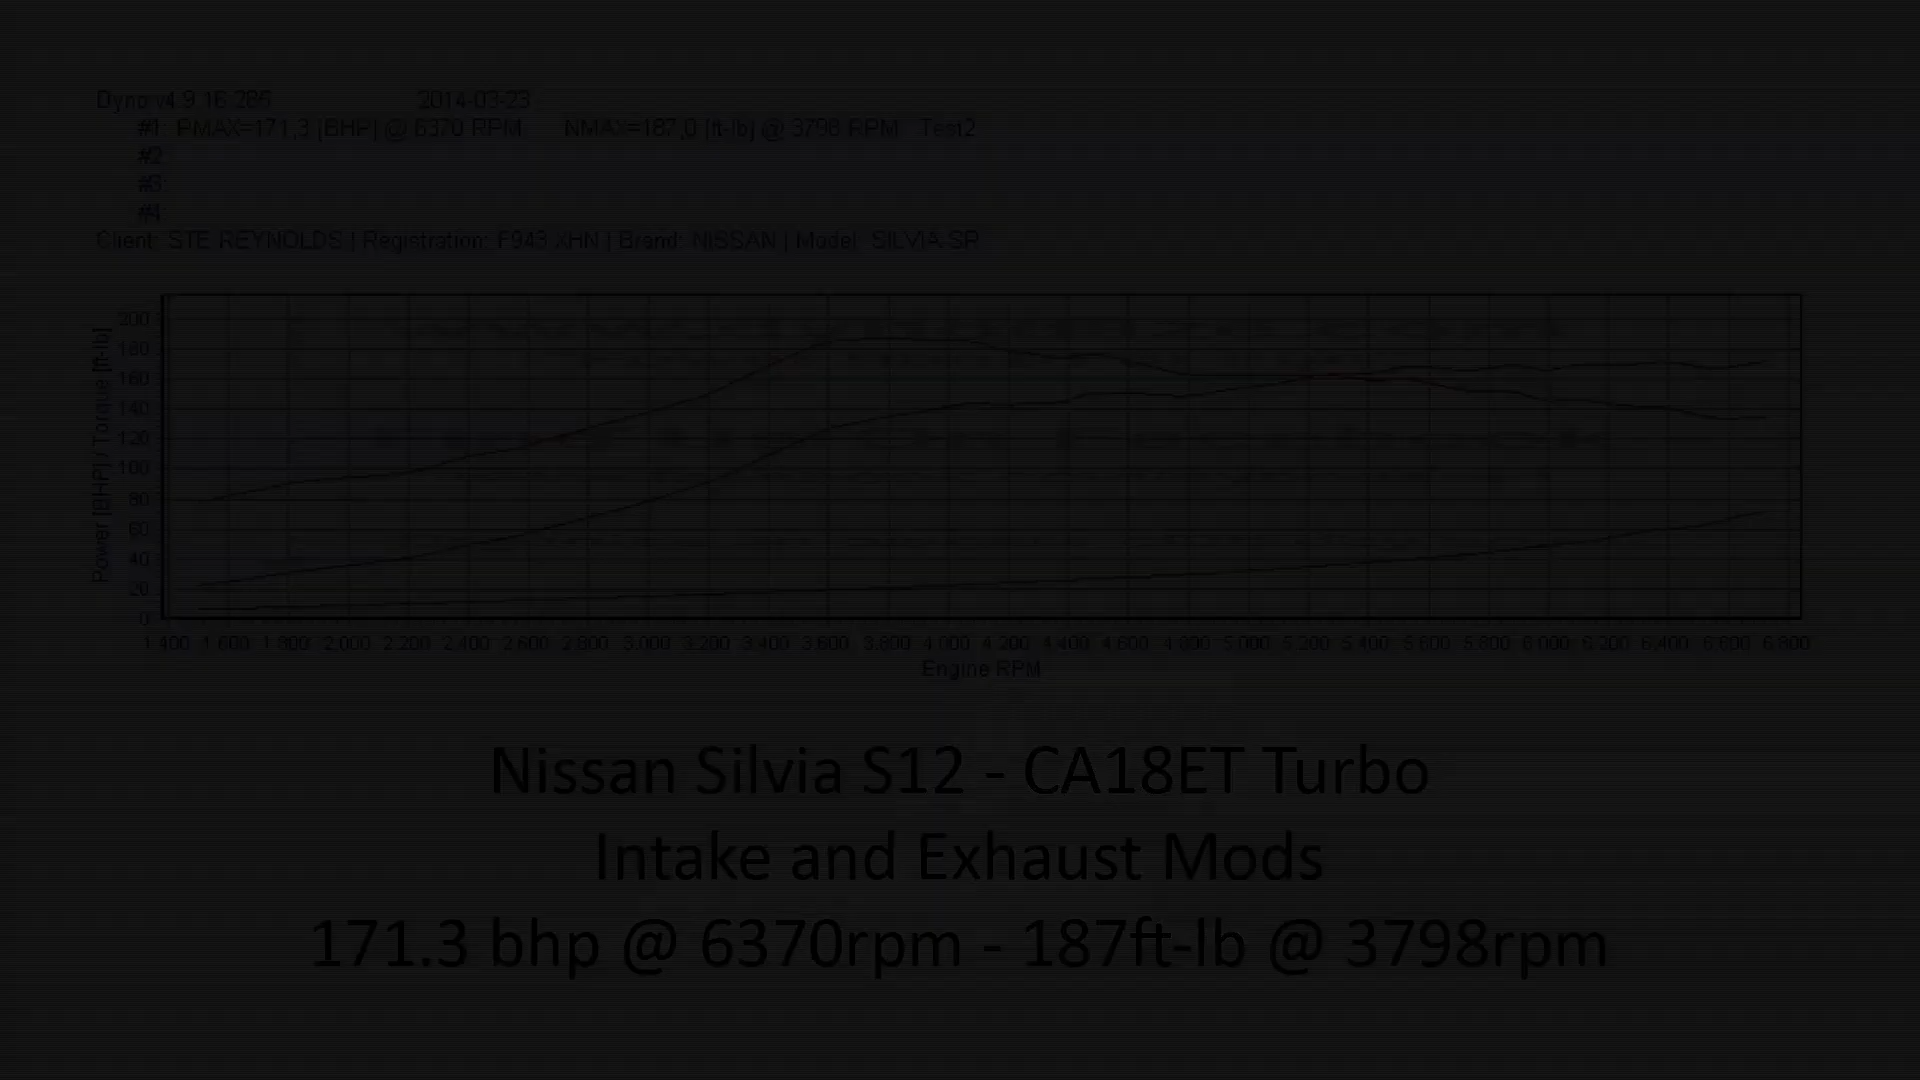 Dyno v4.9.16.286 2014-03-23
#1: PMAX=171,3 [BHP] @ 6370 RPM NMAX=187,0 [ft-lb] @ 3798 RPM Test2
#2:
#3:
#4:
Client: STE REYNOLDS | Registration: F943 XHN | Brand: NISSAN | Model: SILVIA SR
Power [BHP] / Torque [ft-lb]
200
180
160
140
120
100
80
60
40
20
0
1,400 1,600 1,800 2,000 2,200 2,400 2,600 2,800 3,000 3,200 3,400 3,600 3,800 4,000 4,200 4,400 4,600 4,800 5,000 5,200 5,400 5,600 5,800 6,000 6,200 6,400 6,600 6,800
Engine RPM
Nissan Silvia S12 - CA18ET Turbo
Intake and Exhaust Mods
171.3 bhp @ 6370rpm - 187ft-lb @ 3798rpm